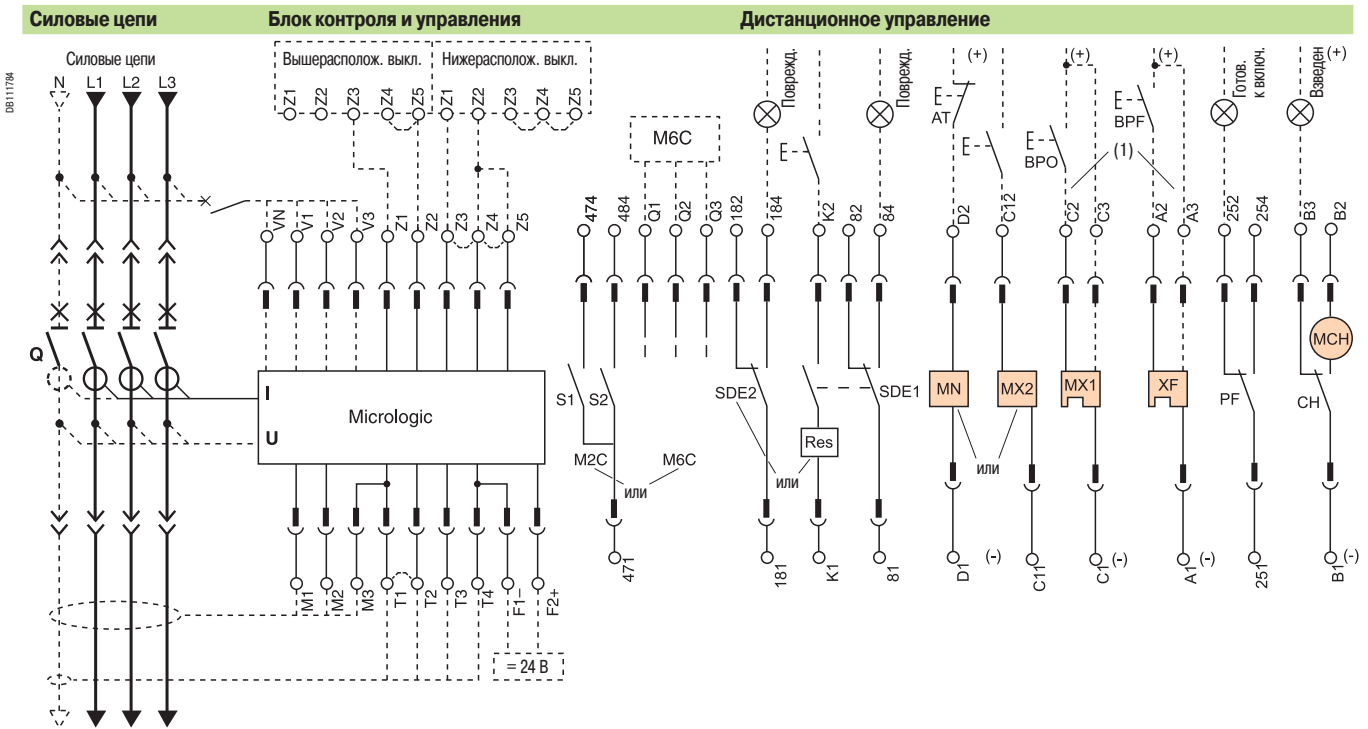 Силовые цепи Блок контроля и управления Дистанционное управление
DB111784
Силовые цепи
N L1 L2 L3
Вышерасполож. выкл. Нижерасполож. выкл.
Z1 Z2 Z3 Z4 Z5 Z1 Z2 Z3 Z4 Z5
M6C
Поврежд.
Поврежд.
(+)
AT
(+)
BPO
(+)
BPF
(1)
Готов. к включ.
Взведен
(+)
VN V1 V2 V3 Z1 Z2 Z3 Z4 Z5
474 484 Q1 Q2 Q3 182 184 K2 82 84 D2 C12 C2 C3 A2 A3 252 254 B3 B2
Q
I
U
Micrologic
S1 S2
SDE2
SDE1
Res
MN MX2 MX1 XF
PF
CH
MCH
M2C M6C
или
или
или
M1 M2 M3 T1 T2 T3 T4 F1– F2+
471 181 K1 81 D1 (-) C11 C1 (-) A1 (-) 251 B1 (-)
= 24 В